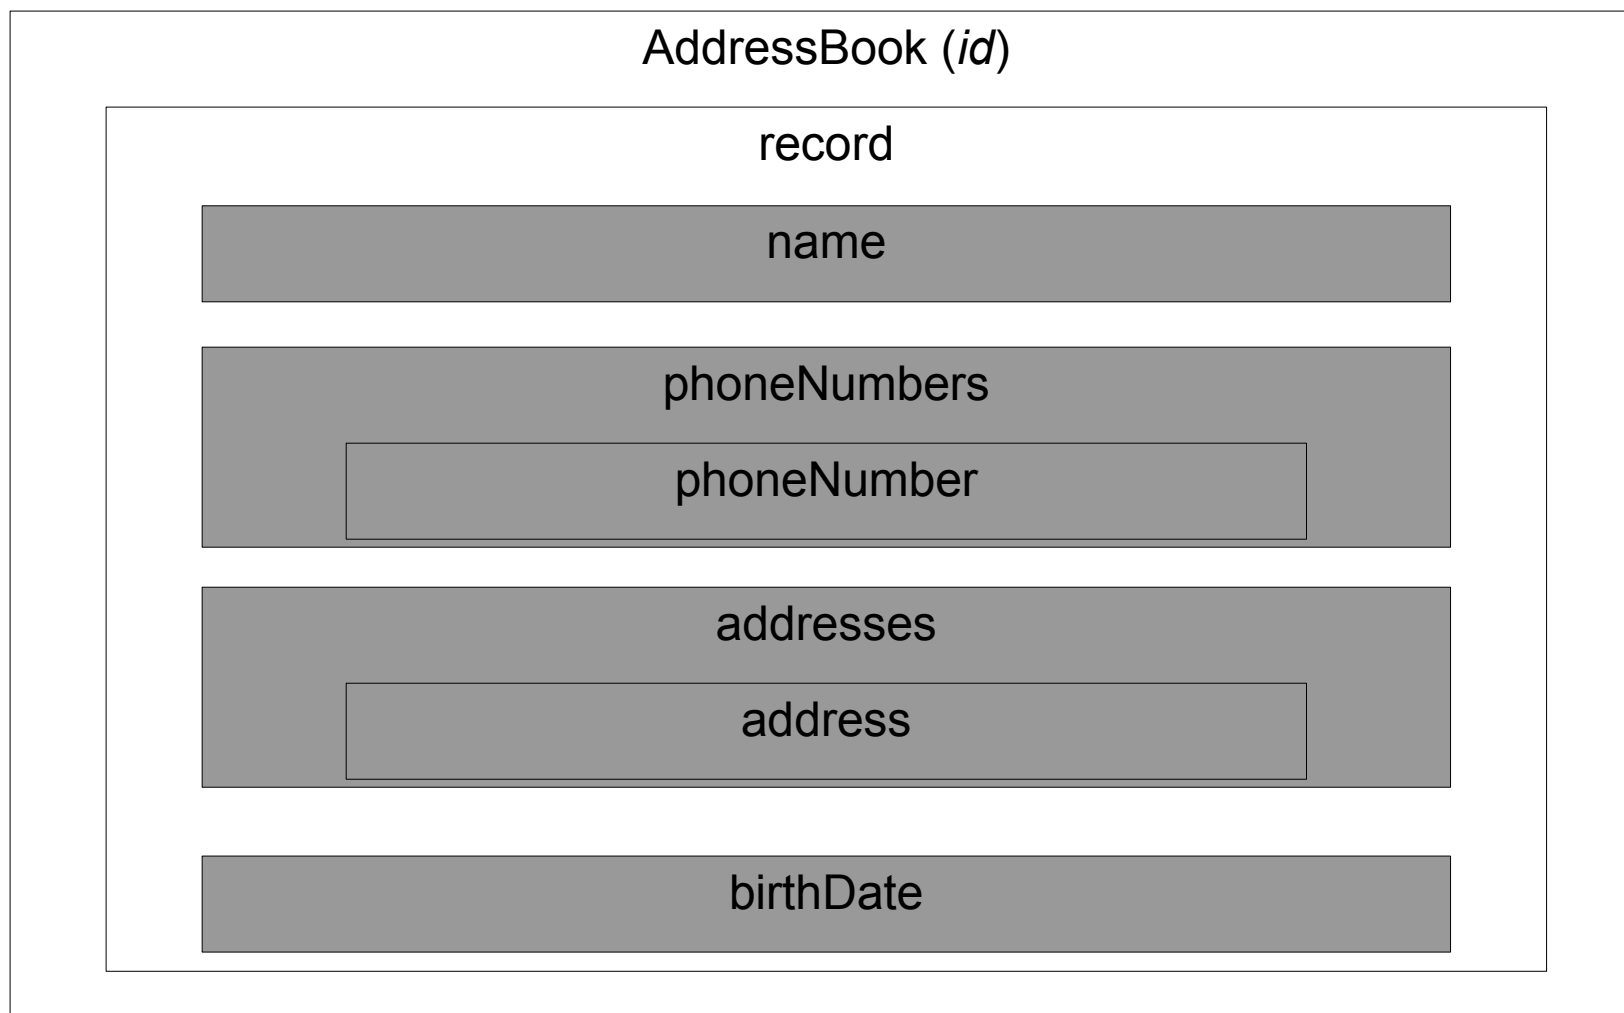 AddressBook (id)
record
name
phoneNumbers
phoneNumber
addresses
address
birthDate